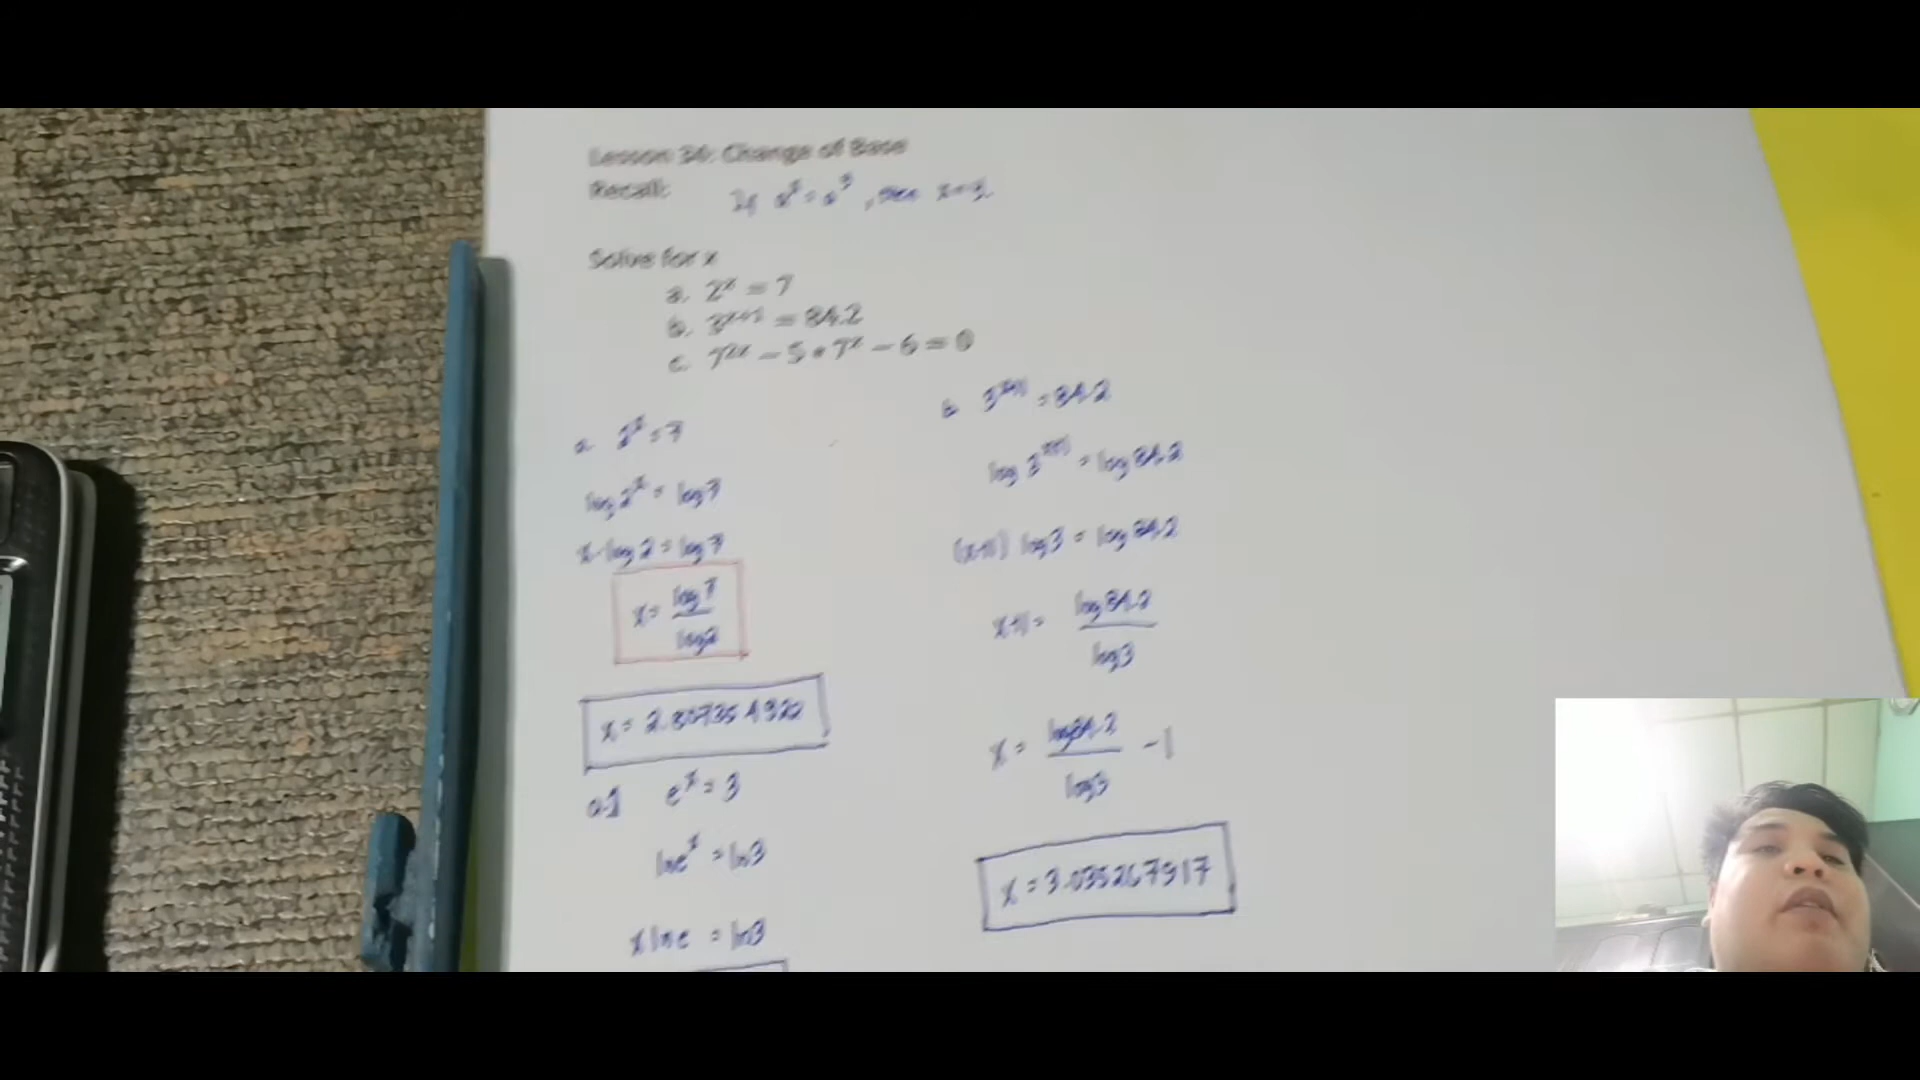 Lesson 34: Change of Base
Recall: If a^x = a^y, then x=y
Solve for x
a. 2^x = 7
b. 3^{x+1} = 84.2
c. 7^{2x} − 5 • 7^x − 6 = 0
a. 2^x = 7
log 2^x = log 7
x·log 2 = log 7
x = log 7 / log 2
x = 2.807354922
a.1 e^x = 3
ln e^x = ln 3
x ln e = ln 3
b 3^{x+1} = 84.2
log 3^{x+1} = log 84.2
(x+1) log 3 = log 84.2
x+1 = log 84.2 / log 3
x = log 84.2 / log 3 - 1
x = 3.035267917